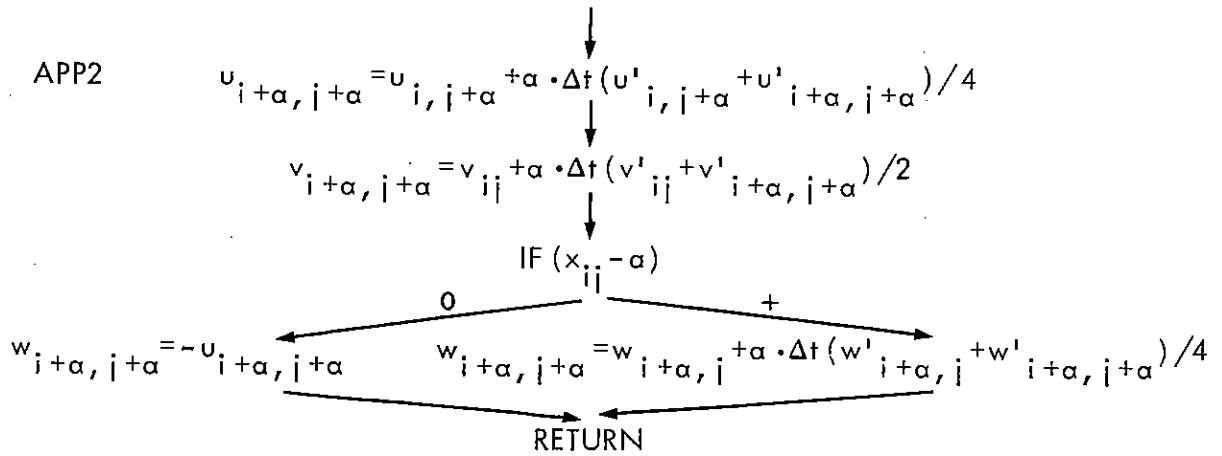 APP2 u_{i+α, j+α} = u_{i, j+α} + α · Δt (u'_{i, j+α} + u'_{i+α, j+α}) / 4
v_{i+α, j+α} = v_{ij} + α · Δt (v'_{ij} + v'_{i+α, j+α}) / 2
IF (x_{ij} - α)
0 +
w_{i+α, j+α} = -u_{i+α, j+α} w_{i+α, j+α} = w_{i+α, j} + α · Δt (w'_{i+α, j} + w'_{i+α, j+α}) / 4
RETURN